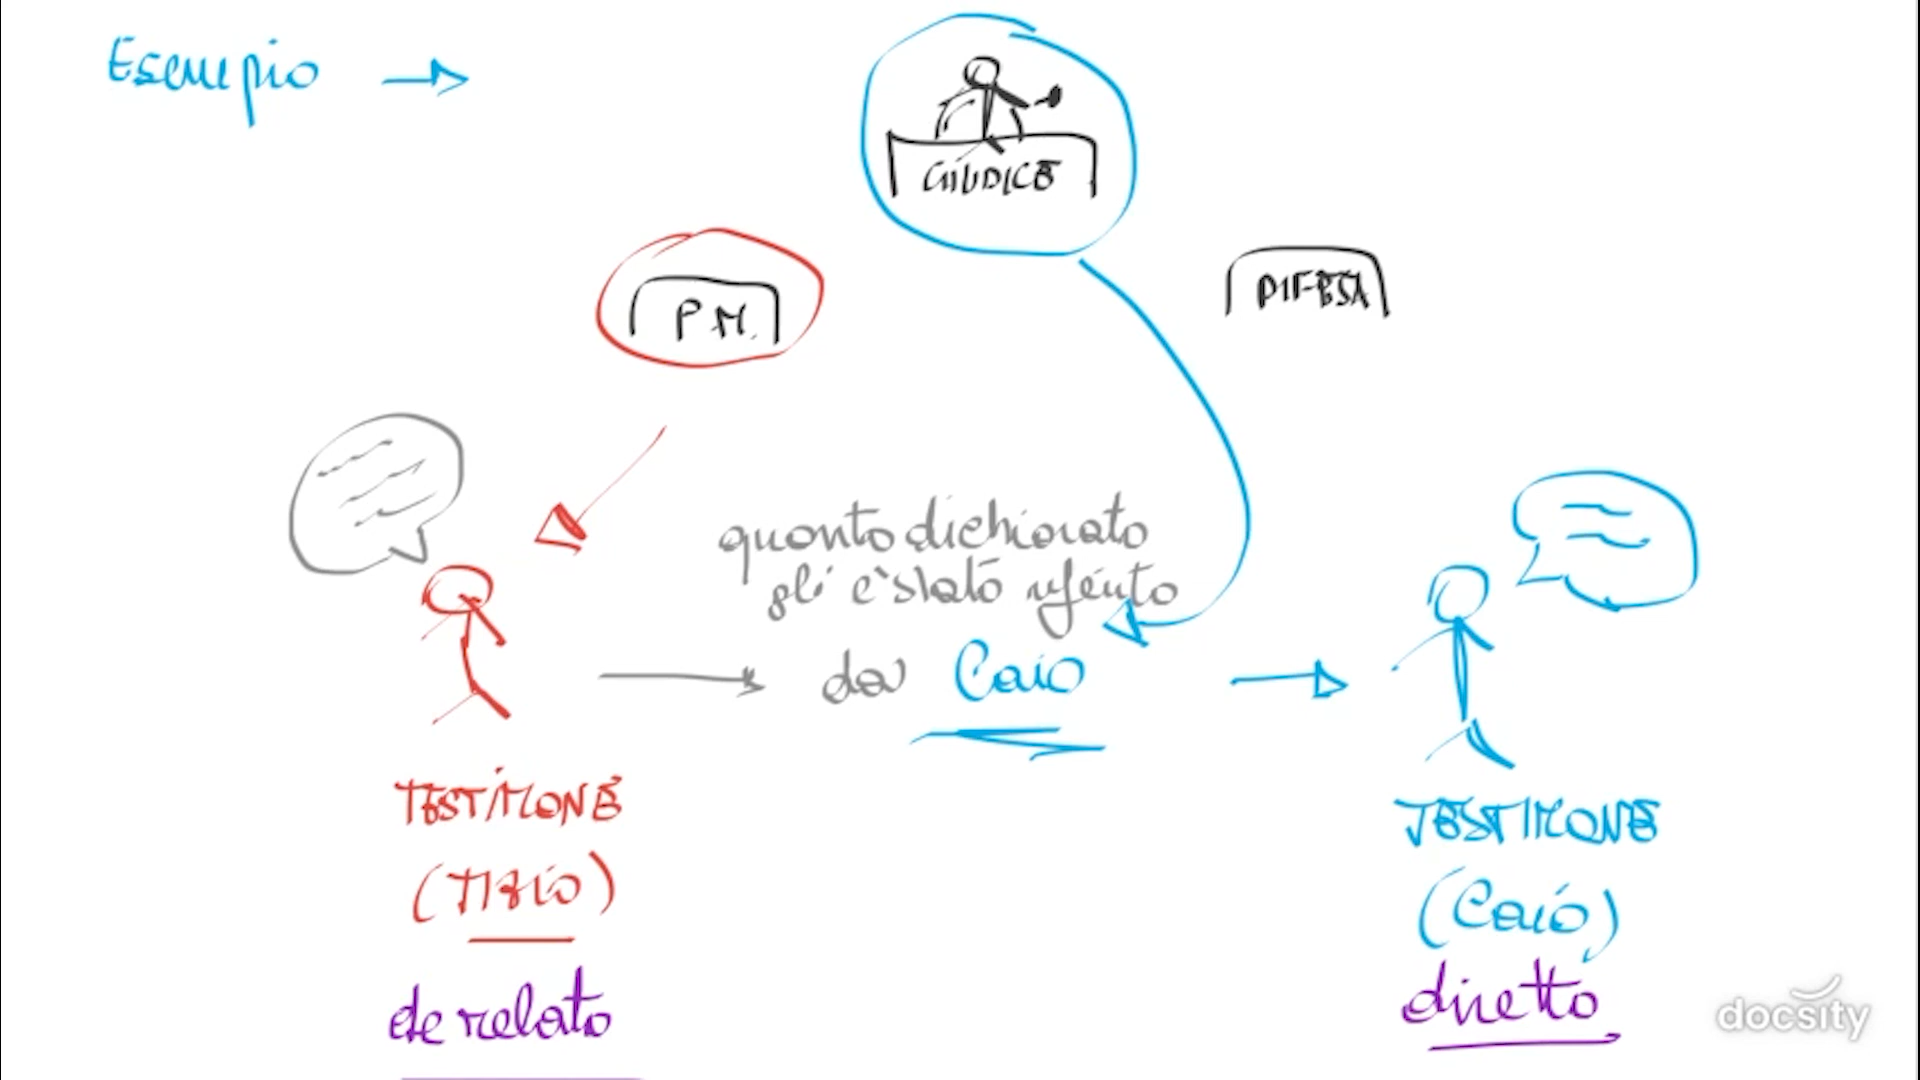 Esempio
GIUDICE
P.M.
DIFESA
quanto dichiarato
gli è stato riferito
da Caio
TESTIMONE
(TIZIO)
de relato
TESTIMONE
(Caio)
diretto
docsity